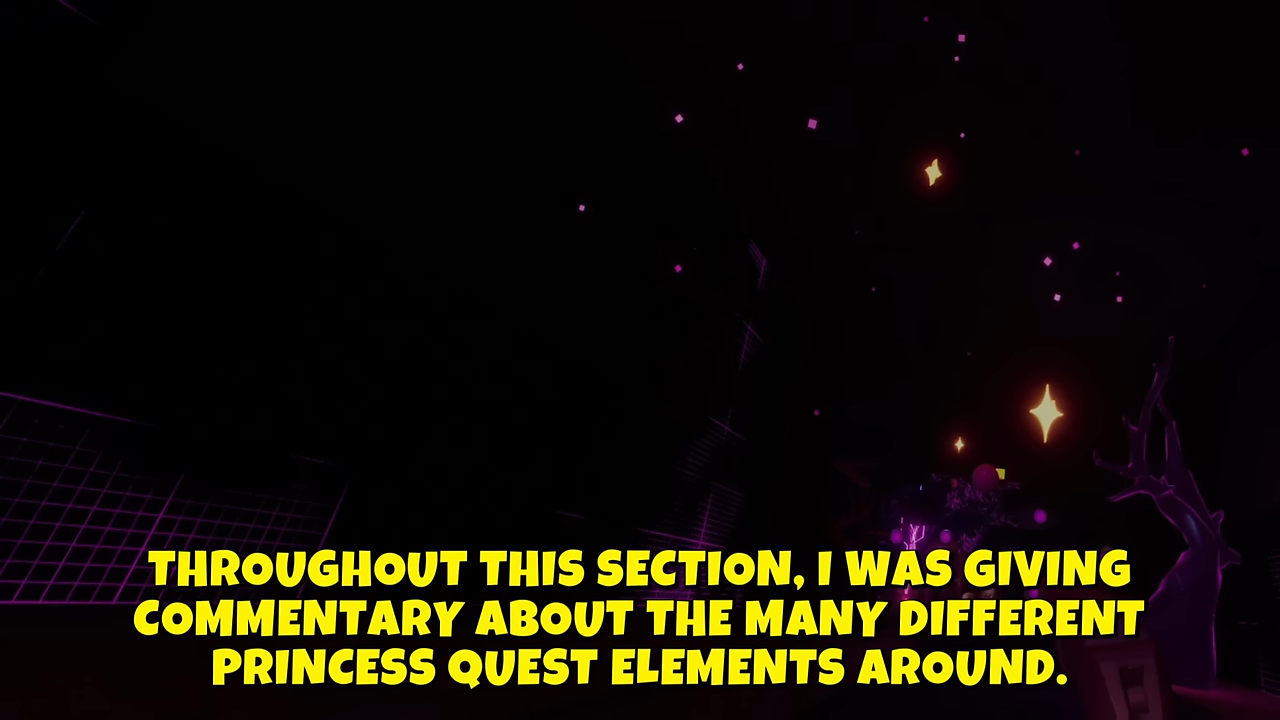 THROUGHOUT THIS SECTION, I WAS GIVING
COMMENTARY ABOUT THE MANY DIFFERENT
PRINCESS QUEST ELEMENTS AROUND.